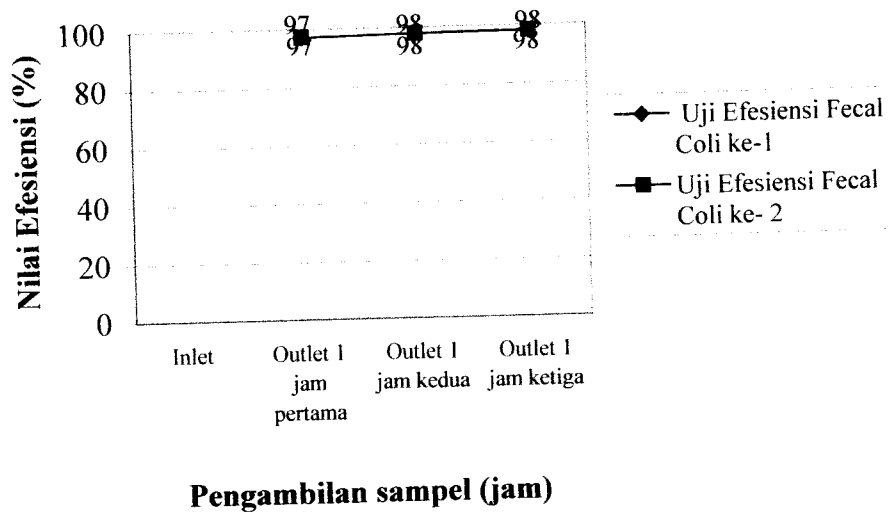 Nilai Efesiensi (%)
100
80
60
40
20
0
97
98
98
97
98
98
Inlet
Outlet 1
jam
pertama
Outlet 1
jam kedua
Outlet 1
jam ketiga
Pengambilan sampel (jam)
Uji Efesiensi Fecal
Coli ke-1
Uji Efesiensi Fecal
Coli ke- 2